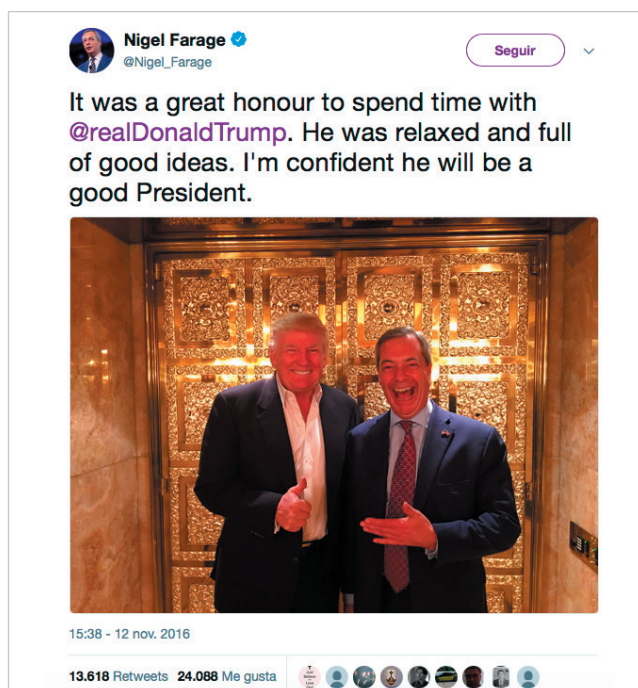 Nigel Farage
@Nigel_Farage
Seguir
It was a great honour to spend time with
@realDonaldTrump. He was relaxed and full
of good ideas. I'm confident he will be a
good President.
15:38 - 12 nov. 2016
13.618 Retweets 24.088 Me gusta